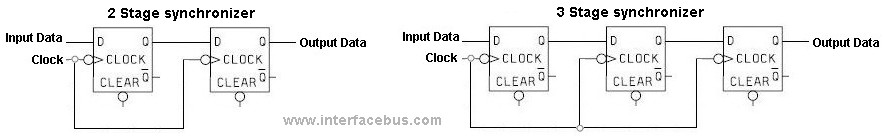 2 Stage synchronizer
Input Data
Clock
D Q
CLOCK
CLEAR Q̅
D Q
CLOCK
CLEAR Q̅
Output Data
3 Stage synchronizer
Input Data
Clock
D Q
CLOCK
CLEAR Q̅
D Q
CLOCK
CLEAR Q̅
D Q
CLOCK
CLEAR Q̅
Output Data
www.interfacebus.com